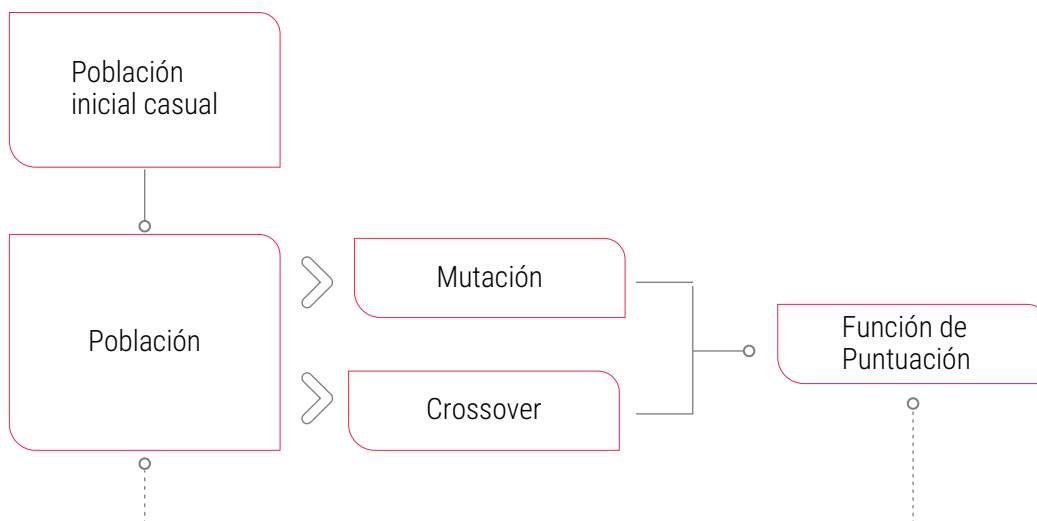 Población
inicial casual
Población
Mutación
Crossover
Función de
Puntuación